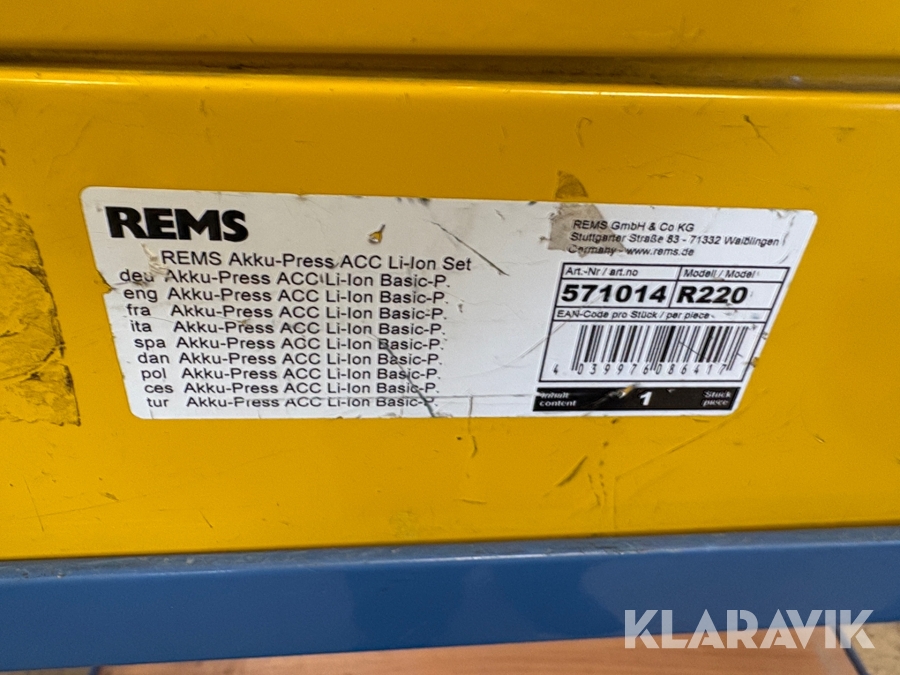 REMS
REMS Akku-Press ACC Li-Ion Set
deu Akku-Press ACC Li-Ion Basic-P.
eng Akku-Press ACC Li-Ion Basic-P.
fra Akku-Press ACC Li-Ion Basic-P.
ita Akku-Press ACC Li-Ion Basic-P.
spa Akku-Press ACC Li-Ion Basic-P.
dan Akku-Press ACC Li-Ion Basic-P.
pol Akku-Press ACC Li-Ion Basic-P.
ces Akku-Press ACC Li-Ion Basic-P.
tur Akku-Press ACC Li-Ion Basic-P.
REMS GmbH & Co KG
Stuttgarter Straße 83 - 71332 Waiblingen
Germany - www.rems.de
Art.-Nr / art.no Modell / Model
571014 R220
EAN-Code pro Stück / per piece
4 039976 086417
Inhalt 1 Stück
content piece
KLARAVIK